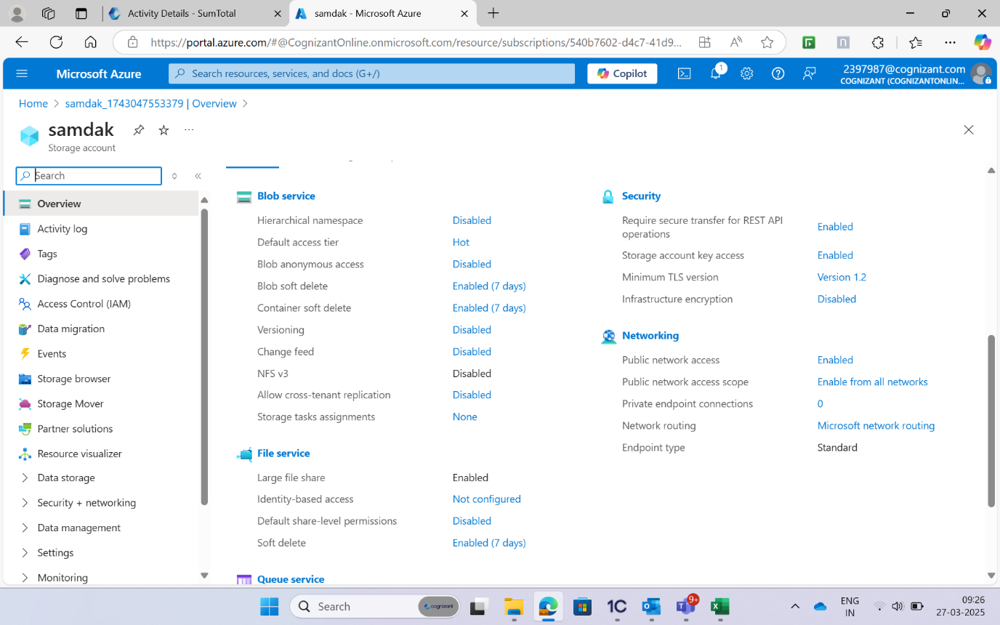 Activity Details - SumTotal
samdak - Microsoft Azure
https://portal.azure.com/#@CognizantOnline.onmicrosoft.com/resource/subscriptions/540b7602-d4c7-41d9...
Microsoft Azure
Search resources, services, and docs (G+/)
Copilot
1
2397987@cognizant.com
COGNIZANT (COGNIZANTONLIN...
Home > samdak_1743047553379 | Overview >
samdak
Storage account
Search
Overview
Activity log
Tags
Diagnose and solve problems
Access Control (IAM)
Data migration
Events
Storage browser
Storage Mover
Partner solutions
Resource visualizer
Data storage
Security + networking
Data management
Settings
Monitoring
Blob service
Hierarchical namespace Disabled
Default access tier Hot
Blob anonymous access Disabled
Blob soft delete Enabled (7 days)
Container soft delete Enabled (7 days)
Versioning Disabled
Change feed Disabled
NFS v3 Disabled
Allow cross-tenant replication Disabled
Storage tasks assignments None
File service
Large file share Enabled
Identity-based access Not configured
Default share-level permissions Disabled
Soft delete Enabled (7 days)
Queue service
Security
Require secure transfer for REST API
operations Enabled
Storage account key access Enabled
Minimum TLS version Version 1.2
Infrastructure encryption Disabled
Networking
Public network access Enabled
Public network access scope Enable from all networks
Private endpoint connections 0
Network routing Microsoft network routing
Endpoint type Standard
Search
cognizant
1C
9+
ENG
IN
09:26
27-03-2025